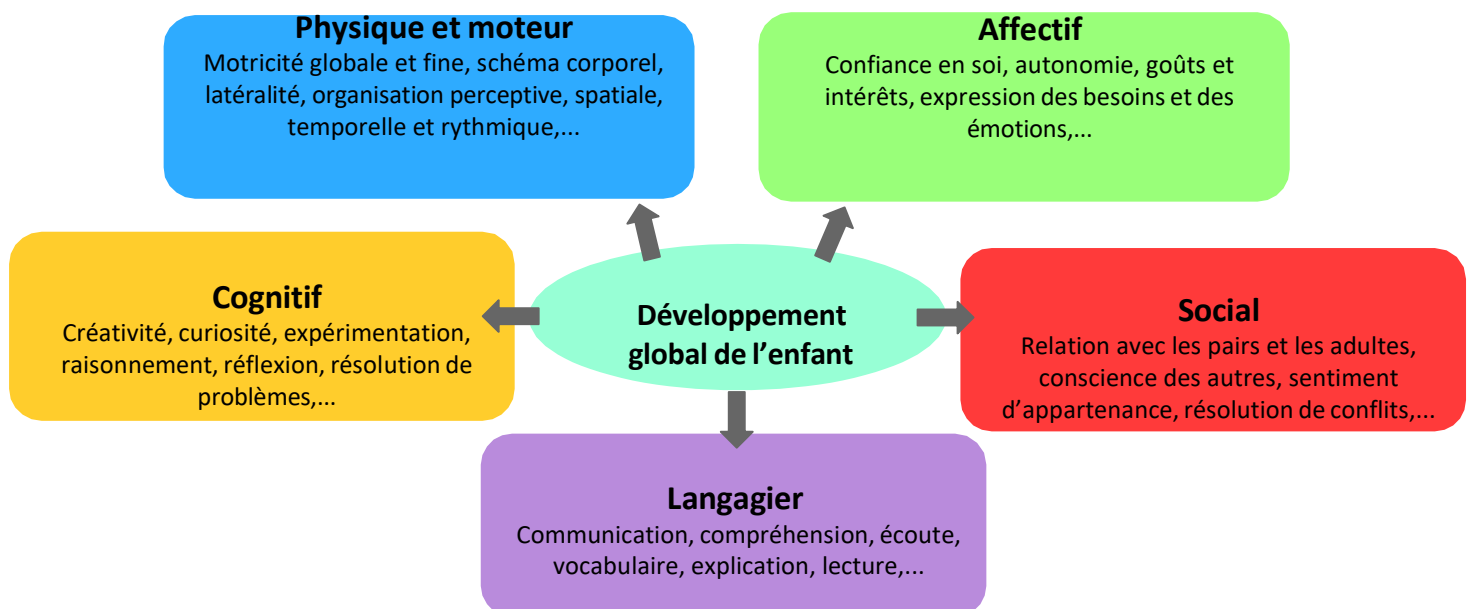 Physique et moteur
Motricité globale et fine, schéma corporel,
latéralité, organisation perceptive, spatiale,
temporelle et rythmique,...
Affectif
Confiance en soi, autonomie, goûts et
intérêts, expression des besoins et des
émotions,...
Cognitif
Créativité, curiosité, expérimentation,
raisonnement, réflexion, résolution de
problèmes,...
Développement
global de l’enfant
Social
Relation avec les pairs et les adultes,
conscience des autres, sentiment
d’appartenance, résolution de conflits,...
Langagier
Communication, compréhension, écoute,
vocabulaire, explication, lecture,...